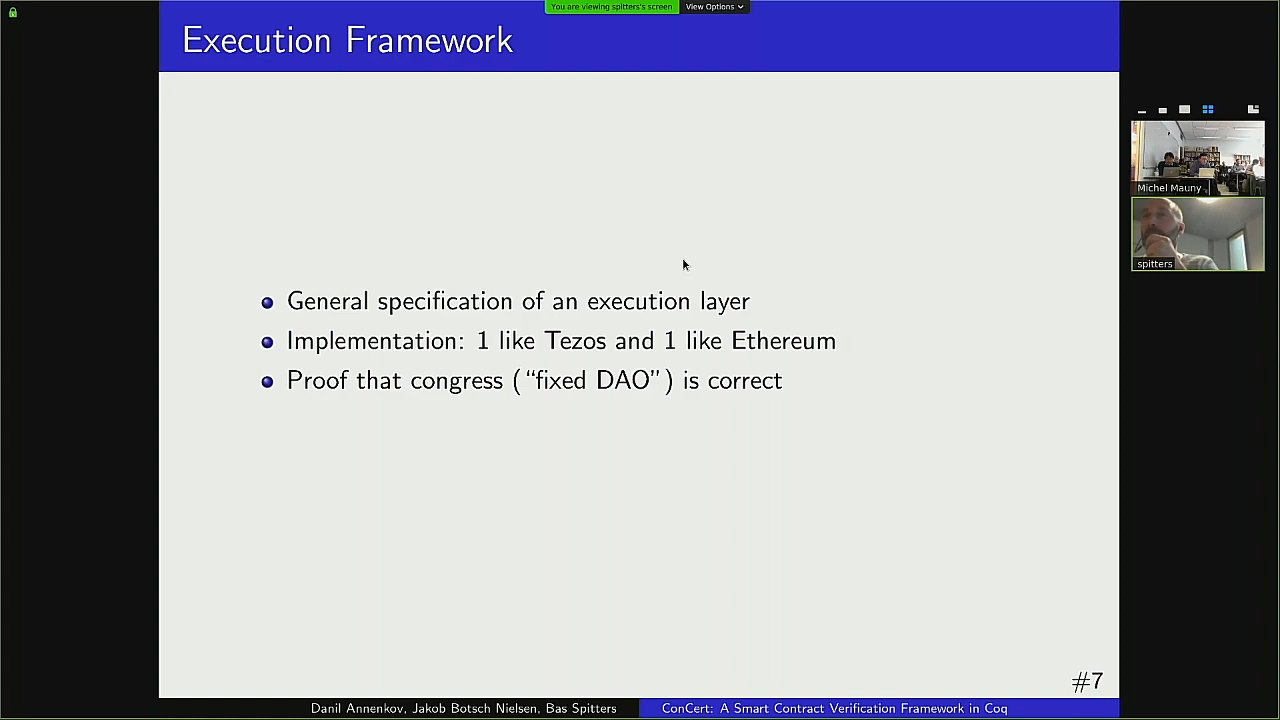 You are viewing spitters's screen View Options
Execution Framework
Michel Mauny
spitters
General specification of an execution layer
Implementation: 1 like Tezos and 1 like Ethereum
Proof that congress (“fixed DAO”) is correct
#7
Danil Annenkov, Jakob Botsch Nielsen, Bas Spitters ConCert: A Smart Contract Verification Framework in Coq